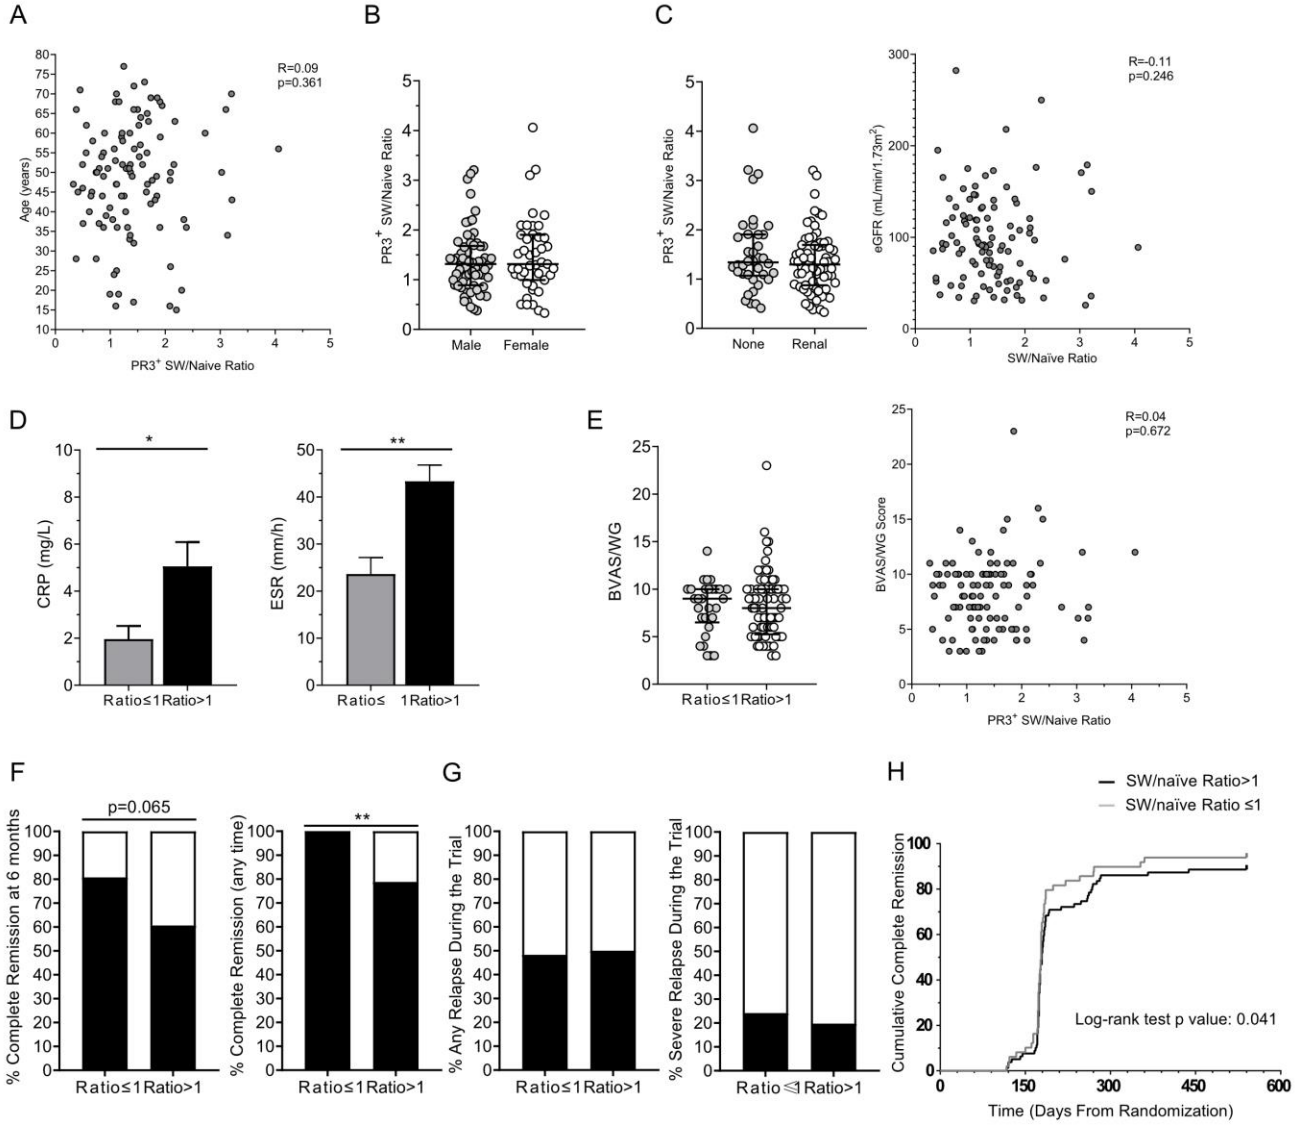 A
80
75
70
65
60
55
50
45
40
35
30
25
20
15
10
Age (years)
R=0.09
p=0.361
0 1 2 3 4 5
PR3+ SW/Naive Ratio
B
5
4
3
2
1
0
PR3+ SW/Naive Ratio
Male Female
C
5
4
3
2
1
0
PR3+ SW/Naive Ratio
None Renal
300
200
100
0
eGFR (mL/min/1.73m2)
R=-0.11
p=0.246
0 1 2 3 4 5
SW/Naïve Ratio
D
10
8
6
4
2
0
CRP (mg/L)
*
Ratio≤1 Ratio>1
50
40
30
20
10
0
ESR (mm/h)
**
Ratio≤ 1 Ratio>1
E
25
20
15
10
5
0
BVAS/WG
Ratio≤1 Ratio>1
25
20
15
10
5
0
BVAS/WG Score
R=0.04
p=0.672
0 1 2 3 4 5
PR3+ SW/Naive Ratio
F
p=0.065
100
90
80
70
60
50
40
30
20
10
0
% Complete Remission at 6 months
Ratio≤1 Ratio>1
**
100
90
80
70
60
50
40
30
20
10
0
% Complete Remission (any time)
Ratio≤1 Ratio>1
G
100
90
80
70
60
50
40
30
20
10
0
% Any Relapse During the Trial
Ratio≤1 Ratio>1
100
90
80
70
60
50
40
30
20
10
0
% Severe Relapse During the Trial
Ratio ≤1 Ratio>1
H
SW/naïve Ratio>1
SW/naïve Ratio ≤1
100
80
60
40
20
0
Cumulative Complete Remission
Log-rank test p value: 0.041
0 150 300 450 600
Time (Days From Randomization)